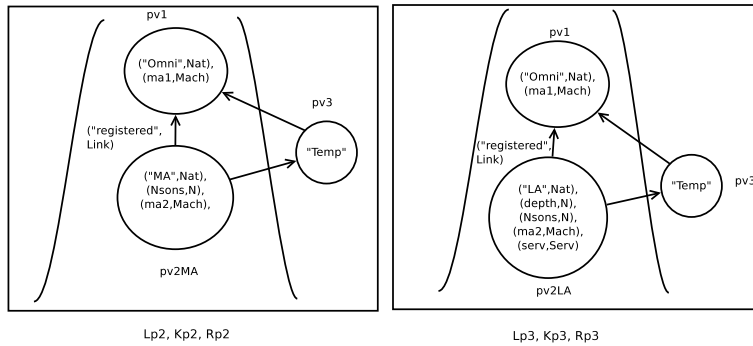 pv1
("Omni",Nat),
(ma1,Mach)
pv3
("registered",
Link)
"Temp"
("MA",Nat),
(Nsons,N),
(ma2,Mach),
pv2MA
Lp2, Kp2, Rp2
pv1
("Omni",Nat),
(ma1,Mach)
("registered",
Link)
"Temp"
pv3
("LA",Nat),
(depth,N),
(Nsons,N),
(ma2,Mach),
(serv,Serv)
pv2LA
Lp3, Kp3, Rp3